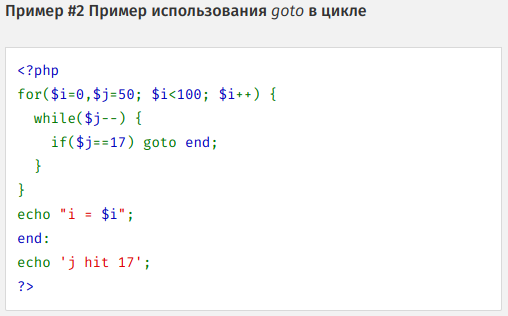 Пример #2 Пример использования goto в цикле
<?php
for($i=0,$j=50; $i<100; $i++) {
  while($j--) {
    if($j==17) goto end;
  }
}
echo "i = $i";
end:
echo 'j hit 17';
?>